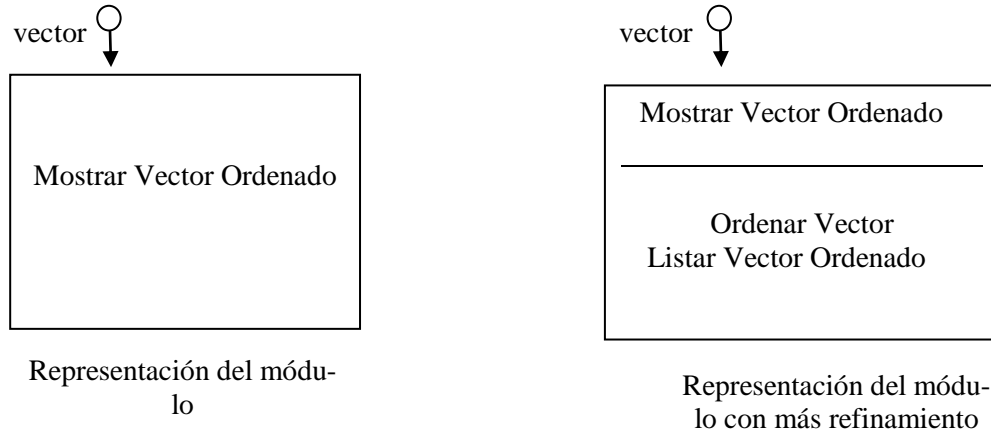 vector
Mostrar Vector Ordenado
Representación del módu-
lo
vector
Mostrar Vector Ordenado
Ordenar Vector
Listar Vector Ordenado
Representación del módu-
lo con más refinamiento